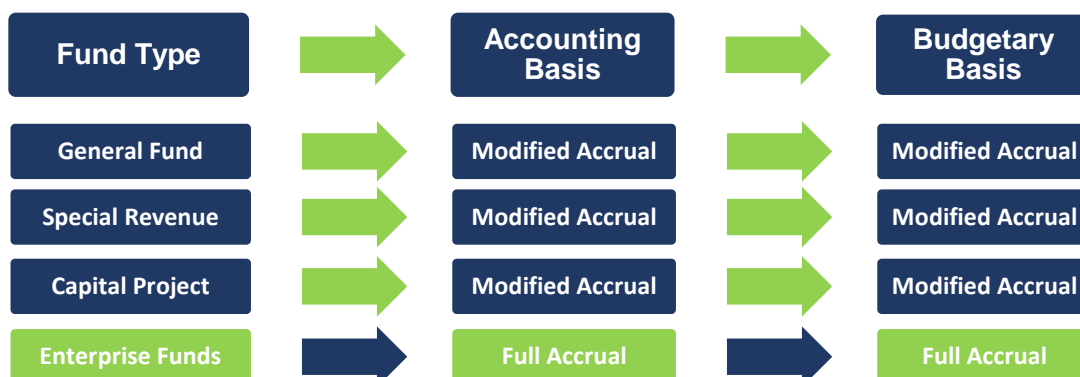 Fund Type
Accounting
Basis
Budgetary
Basis
General Fund
Modified Accrual
Modified Accrual
Special Revenue
Modified Accrual
Modified Accrual
Capital Project
Modified Accrual
Modified Accrual
Enterprise Funds
Full Accrual
Full Accrual